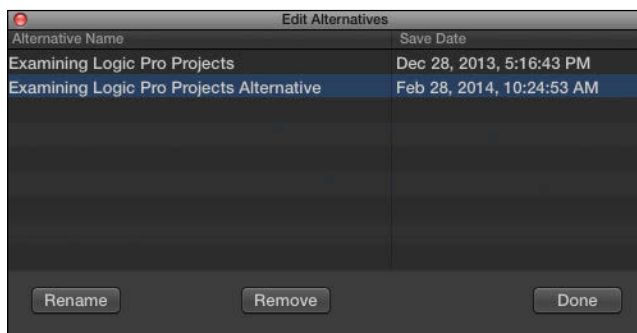 Edit Alternatives
Alternative Name Save Date
Examining Logic Pro Projects Dec 28, 2013, 5:16:43 PM
Examining Logic Pro Projects Alternative Feb 28, 2014, 10:24:53 AM
Rename Remove Done